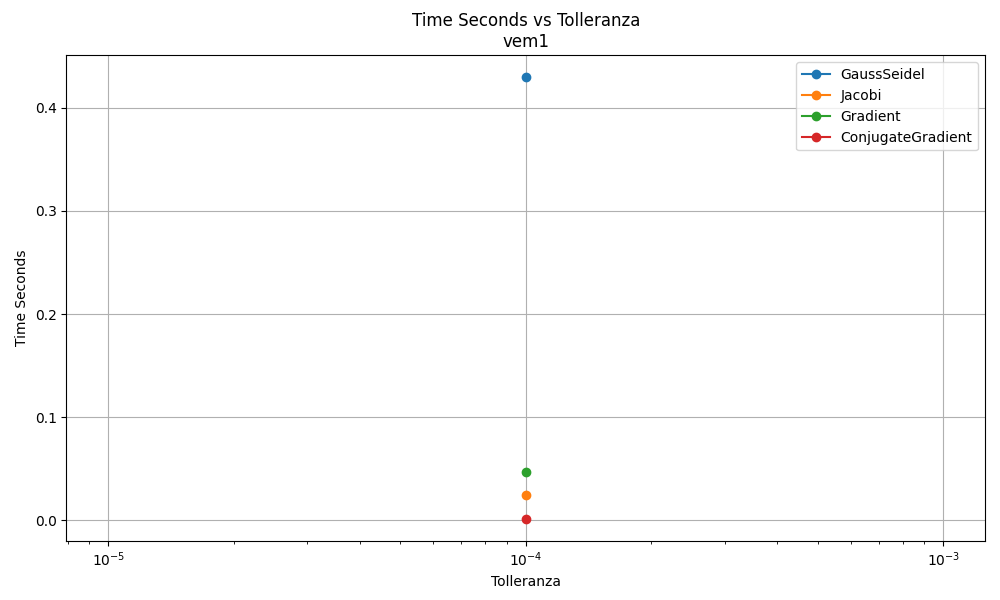 Time Seconds vs Tolleranza
vem1
GaussSeidel
Jacobi
Gradient
ConjugateGradient
Time Seconds
0.4
0.3
0.2
0.1
0.0
10⁻⁵
10⁻⁴
10⁻³
Tolleranza